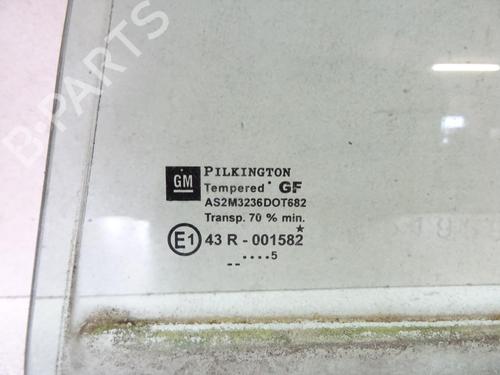 GM PILKINGTON
Tempered GF
AS2M3236DOT682
Transp. 70 % min.
E1 43 R - 001582
....5
B-PARTS